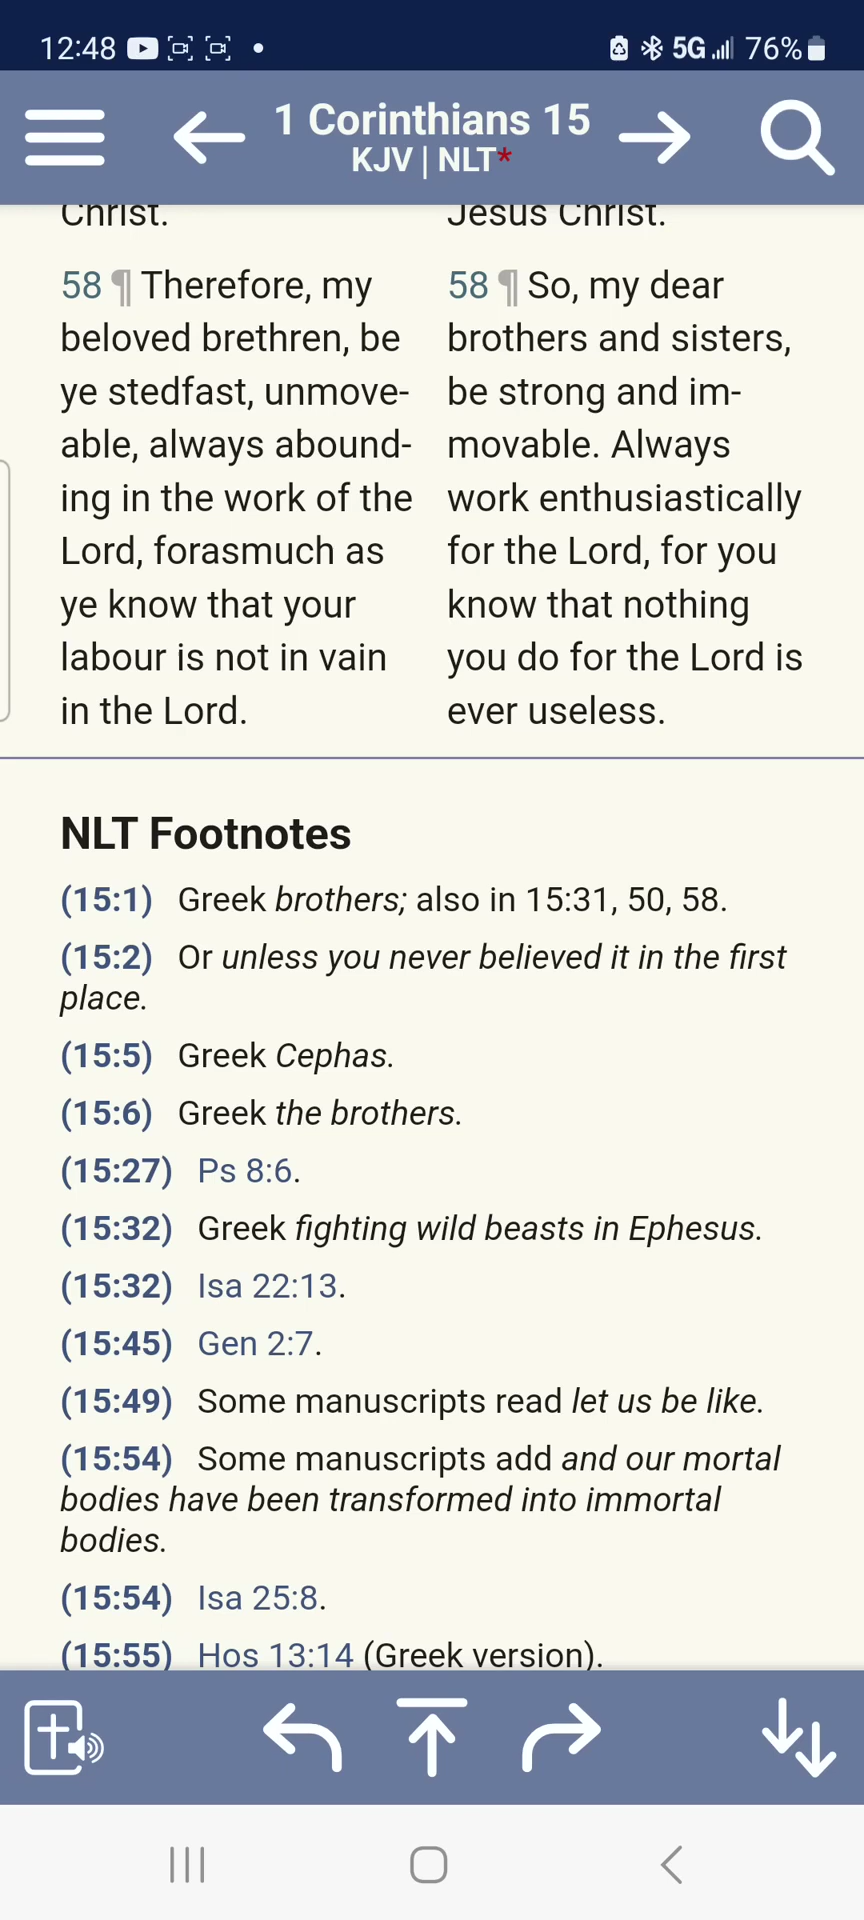 12:48 5G 76%
1 Corinthians 15
KJV | NLT*
Christ.
58 ¶ Therefore, my
beloved brethren, be
ye stedfast, unmove-
able, always abound-
ing in the work of the
Lord, forasmuch as
ye know that your
labour is not in vain
in the Lord.
Jesus Christ.
58 ¶ So, my dear
brothers and sisters,
be strong and im-
movable. Always
work enthusiastically
for the Lord, for you
know that nothing
you do for the Lord is
ever useless.
NLT Footnotes
(15:1) Greek brothers; also in 15:31, 50, 58.
(15:2) Or unless you never believed it in the first
place.
(15:5) Greek Cephas.
(15:6) Greek the brothers.
(15:27) Ps 8:6.
(15:32) Greek fighting wild beasts in Ephesus.
(15:32) Isa 22:13.
(15:45) Gen 2:7.
(15:49) Some manuscripts read let us be like.
(15:54) Some manuscripts add and our mortal
bodies have been transformed into immortal
bodies.
(15:54) Isa 25:8.
(15:55) Hos 13:14 (Greek version).